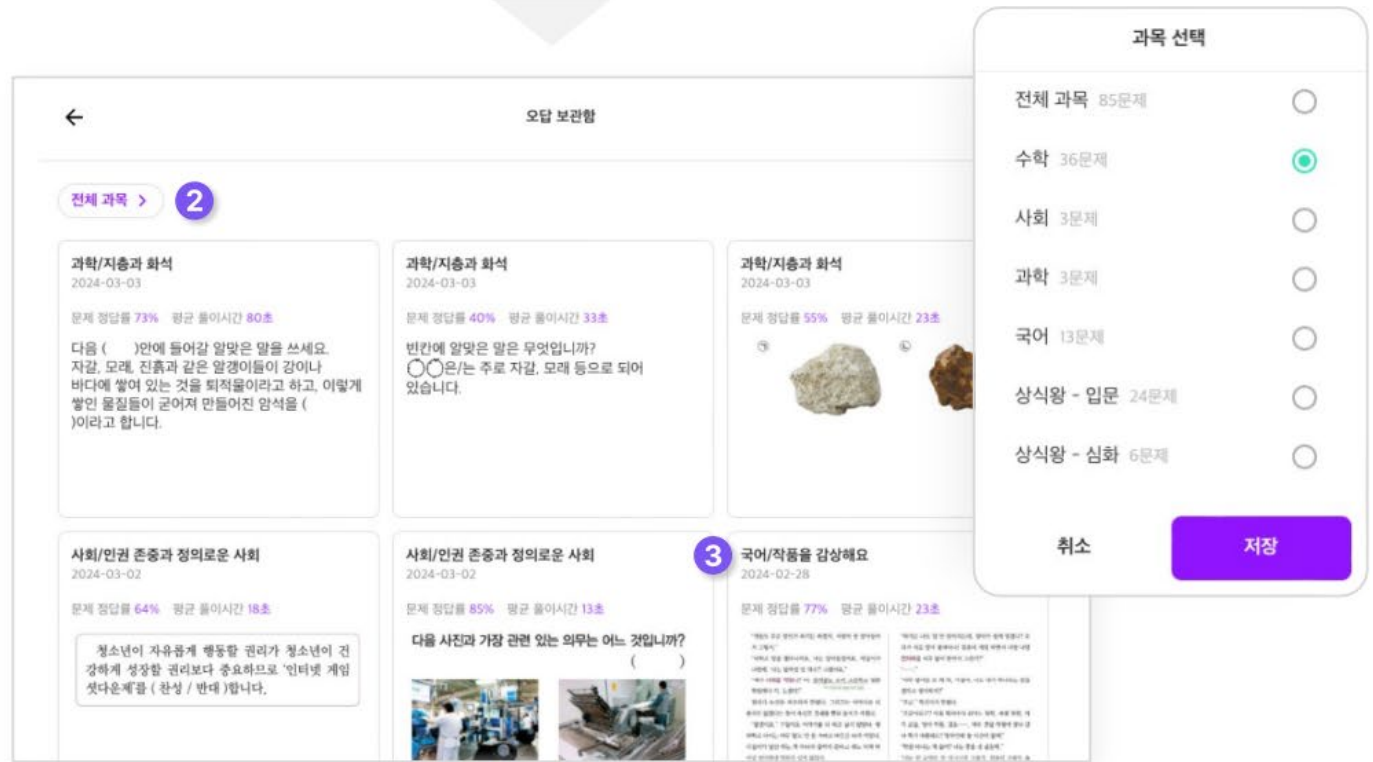 과목 선택
전체 과목 85문제
수학 36문제
사회 3문제
과학 3문제
국어 13문제
상식왕 - 입문 24문제
상식왕 - 심화 6문제
취소
저장
오답 보관함
전체 과목 >
2
과학/지층과 화석
2024-03-03
문제 정답률 73% 평균 풀이시간 80초
다음 ( )안에 들어갈 알맞은 말을 쓰세요.
자갈, 모래, 진흙과 같은 알갱이들이 강이나
바다에 쌓여 있는 것을 퇴적물이라고 하고, 이렇게
쌓인 물질들이 굳어져 만들어진 암석을 (
)이라고 합니다.
과학/지층과 화석
2024-03-03
문제 정답률 40% 평균 풀이시간 33초
빈칸에 알맞은 말은 무엇입니까?
◯◯은/는 주로 자갈, 모래 등으로 되어
있습니다.
과학/지층과 화석
2024-03-03
문제 정답률 55% 평균 풀이시간 23초
㉠
㉡
사회/인권 존중과 정의로운 사회
2024-03-02
문제 정답률 64% 평균 풀이시간 18초
청소년이 자유롭게 행동할 권리가 청소년이 건
강하게 성장할 권리보다 중요하므로 '인터넷 게임
셧다운제'를 ( 찬성 / 반대 )합니다.
사회/인권 존중과 정의로운 사회
2024-03-02
문제 정답률 85% 평균 풀이시간 13초
다음 사진과 가장 관련 있는 의무는 어느 것입니까?
( )
3
국어/작품을 감상해요
2024-02-28
문제 정답률 77% 평균 풀이시간 23초